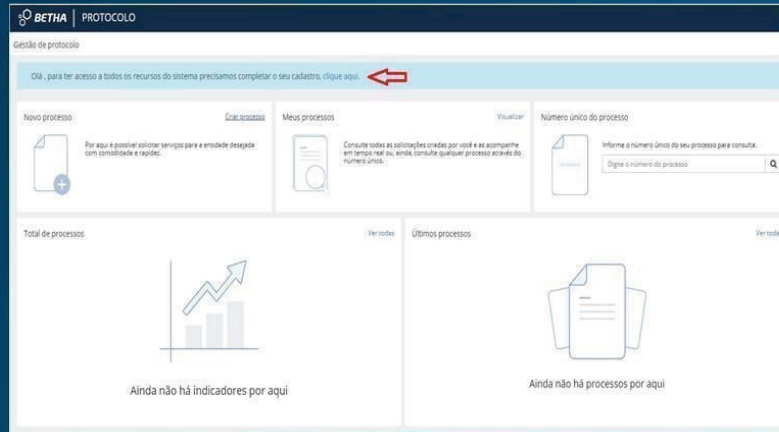 BETHA | PROTOCOLO
Gestão de protocolo
Olá , para ter acesso a todos os recursos do sistema precisamos completar o seu cadastro, clique aqui.
Novo processo
Criar processo
Por aqui é possível solicitar serviços para a entidade desejada
com comodidade e rapidez.
Meus processos
Visualizar
Consulte todas as solicitações criadas por você e as acompanhe
em tempo real ou, ainda, consulte qualquer processo através do
número único.
Número único do processo
Informe o número único do seu processo para consulta.
Digite o número do processo
Total de processos
Ver todos
Ainda não há indicadores por aqui
Últimos processos
Ver todos
Ainda não há processos por aqui